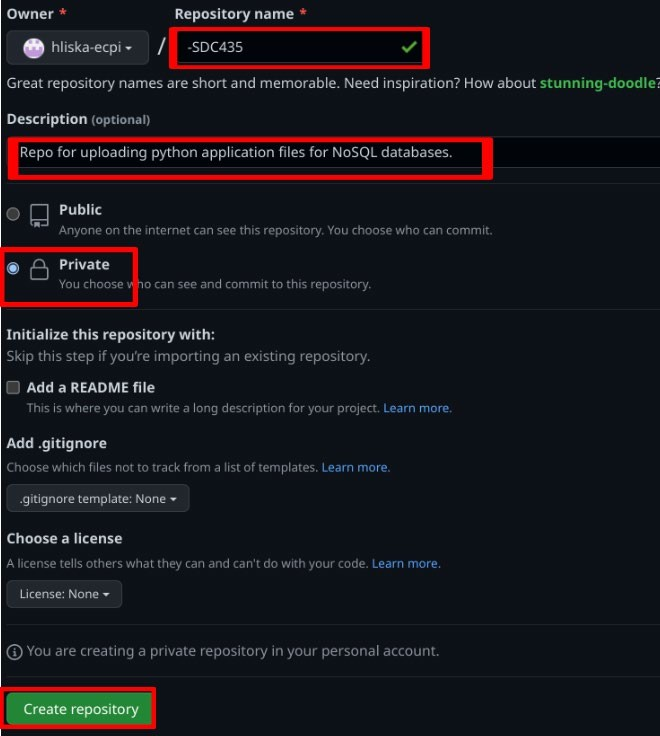 Owner * Repository name *
hliska-ecpi / -SDC435
Great repository names are short and memorable. Need inspiration? How about stunning-doodle?
Description (optional)
Repo for uploading python application files for NoSQL databases.
Public
Anyone on the internet can see this repository. You choose who can commit.
Private
You choose who can see and commit to this repository.
Initialize this repository with:
Skip this step if you're importing an existing repository.
Add a README file
This is where you can write a long description for your project. Learn more.
Add .gitignore
Choose which files not to track from a list of templates. Learn more.
.gitignore template: None
Choose a license
A license tells others what they can and can't do with your code. Learn more.
License: None
You are creating a private repository in your personal account.
Create repository